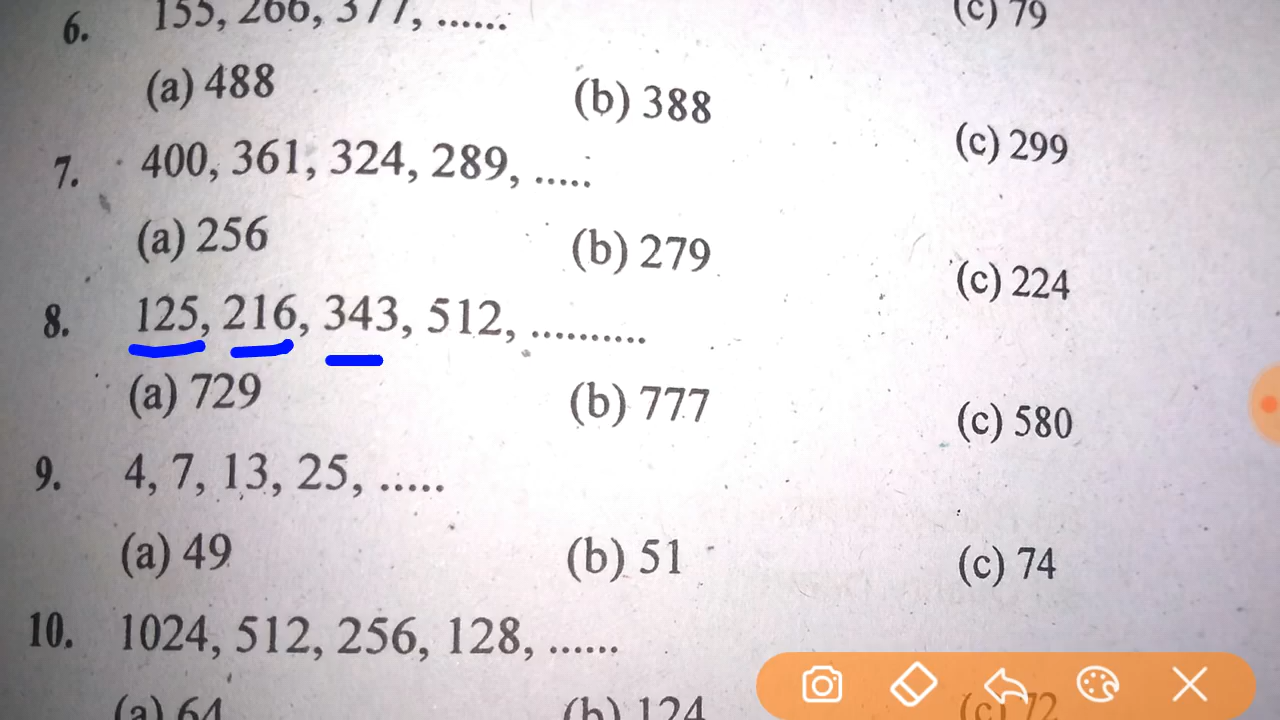 6. 155, 266, 377, ......
(c) 79
(a) 488 (b) 388 (c) 299
7. 400, 361, 324, 289, .....
(a) 256 (b) 279 (c) 224
8. 125, 216, 343, 512, ..........
(a) 729 (b) 777 (c) 580
9. 4, 7, 13, 25, .....
(a) 49 (b) 51 (c) 74
10. 1024, 512, 256, 128, ......
(a) 64 (b) 124 (c) 72